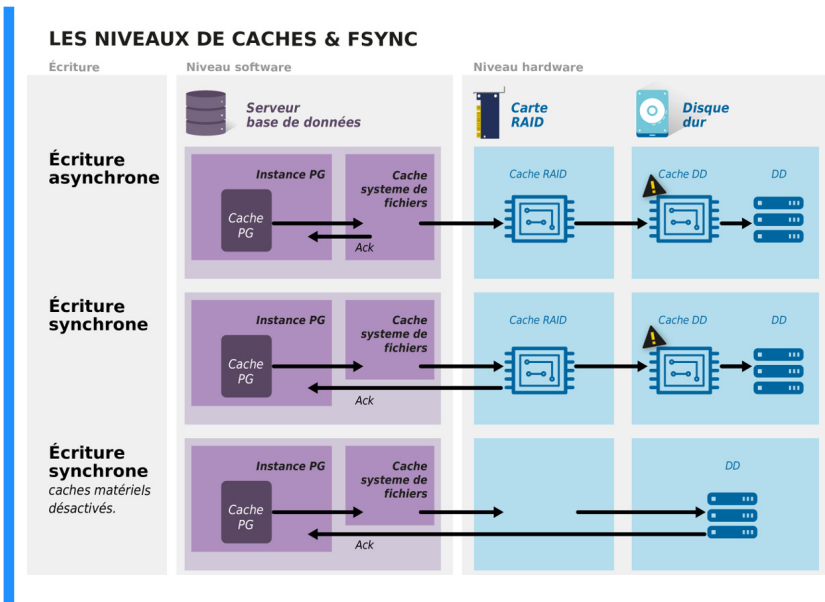 LES NIVEAUX DE CACHES & FSYNC
Écriture
Niveau software
Niveau hardware
Serveur
base de données
Carte
RAID
Disque
dur
Écriture
asynchrone
Instance PG
Cache
systeme de
fichiers
Cache
PG
Ack
Cache RAID
Cache DD
DD
Écriture
synchrone
Instance PG
Cache
systeme de
fichiers
Cache
PG
Ack
Cache RAID
Cache DD
DD
Écriture
synchrone
caches matériels
désactivés.
Instance PG
Cache
systeme de
fichiers
Cache
PG
Ack
DD